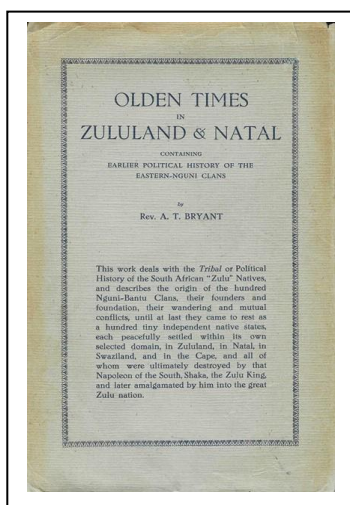 OLDEN TIMES
IN
ZULULAND & NATAL
CONTAINING
EARLIER POLITICAL HISTORY OF THE
EASTERN-NGUNI CLANS
by
Rev. A. T. BRYANT
This work deals with the Tribal or Political
History of the South African "Zulu" Natives,
and describes the origin of the hundred
Nguni-Bantu Clans, their founders and
foundation, their wandering and mutual
conflicts, until at last they came to rest as
a hundred tiny independent native states,
each peacefully settled within its own
selected domain, in Zululand, in Natal, in
Swaziland, and in the Cape, and all of
whom were ultimately destroyed by that
Napoleon of the South, Shaka, the Zulu King,
and later amalgamated by him into the great
Zulu nation.